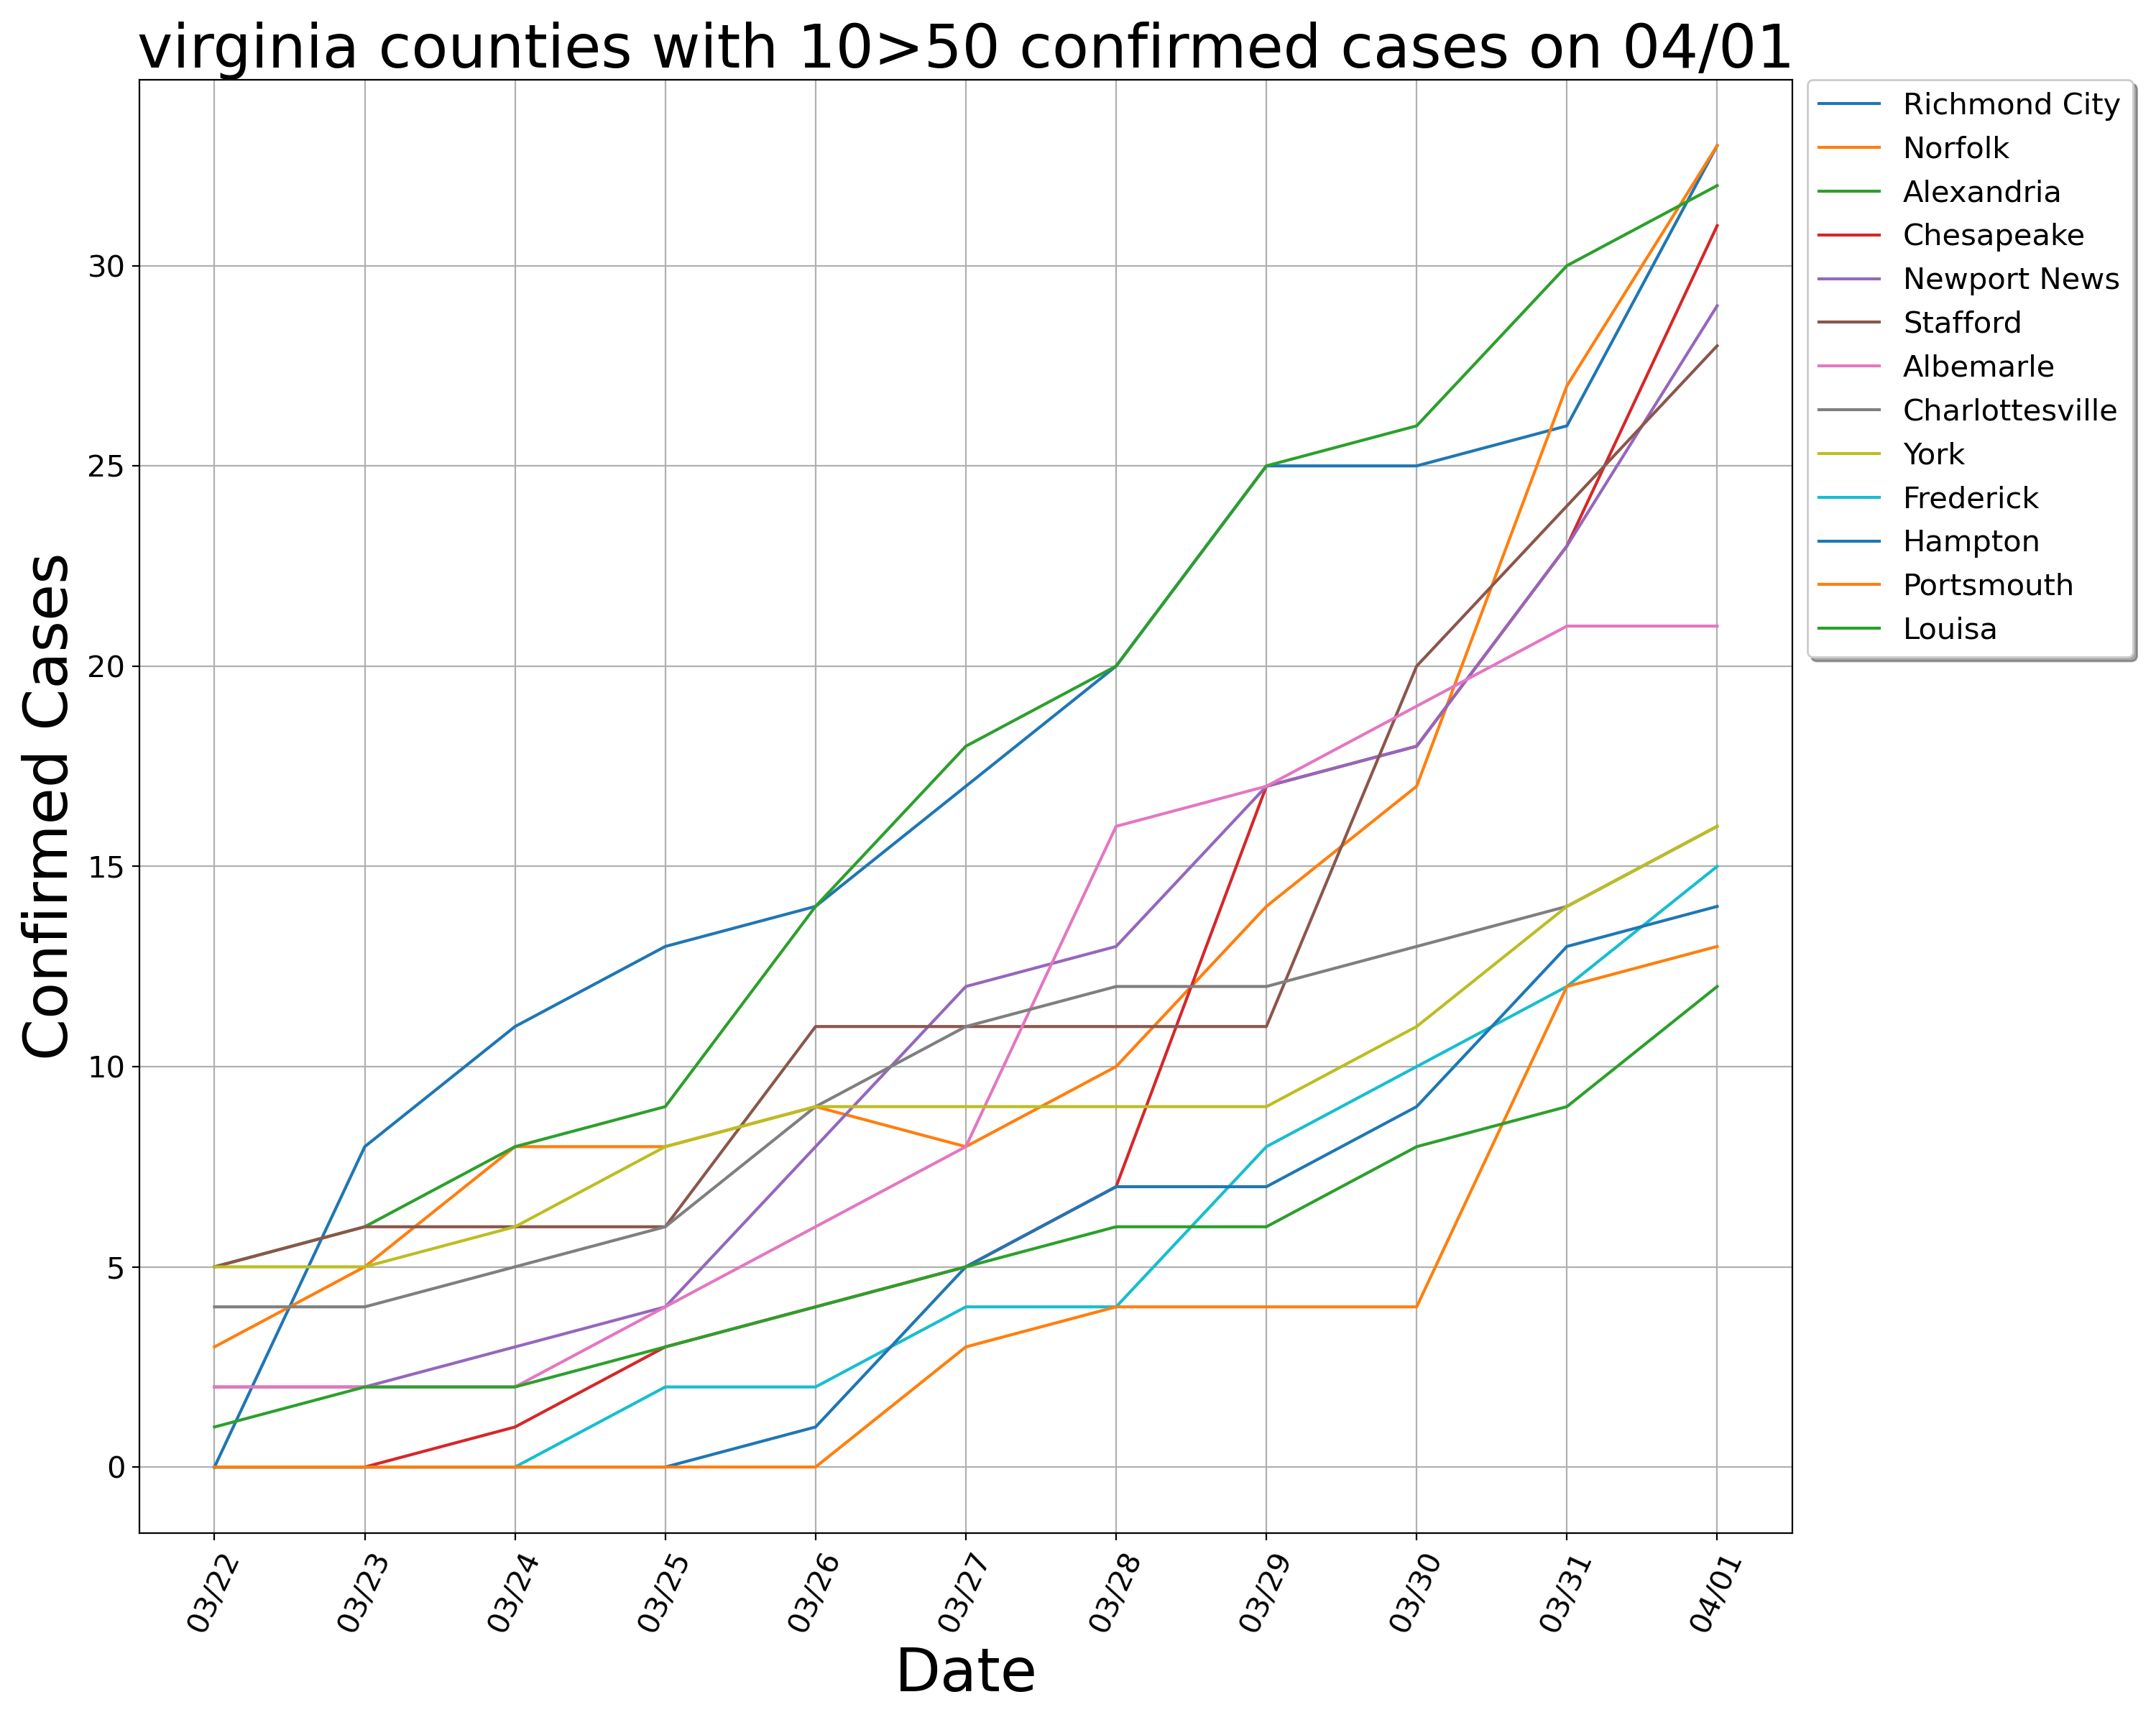 virginia counties with 10>50 confirmed cases on 04/01
Richmond City
Norfolk
Alexandria
Chesapeake
Newport News
Stafford
Albemarle
Charlottesville
York
Frederick
Hampton
Portsmouth
Louisa
Confirmed Cases
30
25
20
15
10
5
0
03/22
03/23
03/24
03/25
03/26
03/27
03/28
03/29
03/30
03/31
04/01
Date